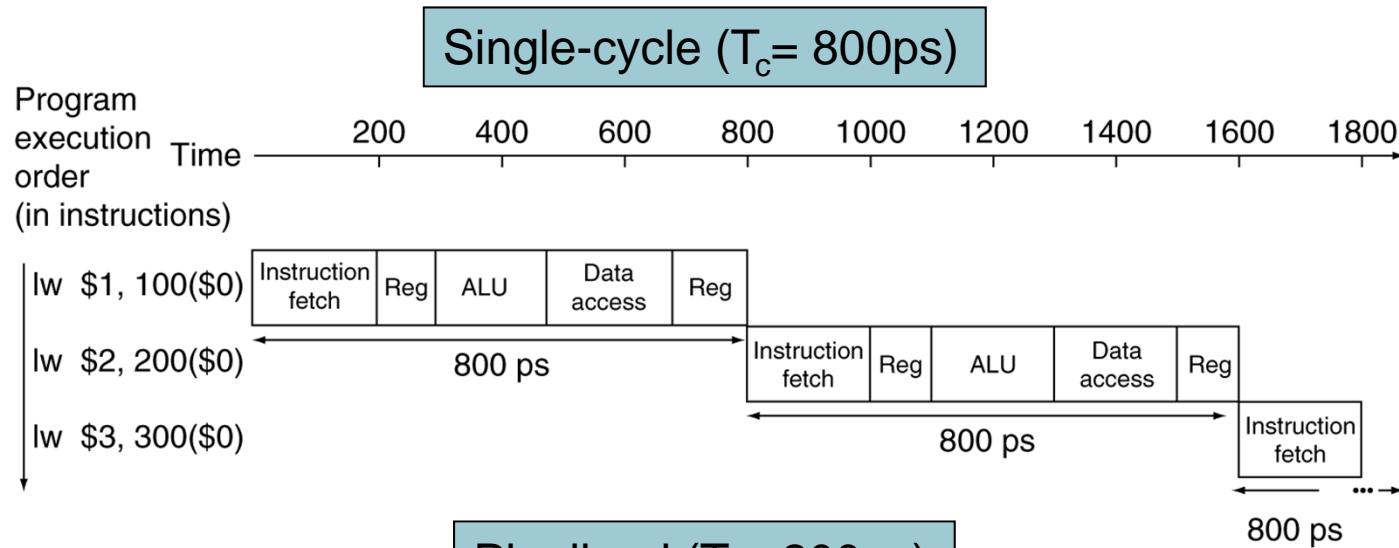 Single-cycle (Tc= 800ps)
Program
execution
order
(in instructions)
Time
200 400 600 800 1000 1200 1400 1600 1800
lw $1, 100($0)
Instruction
fetch
Reg
ALU
Data
access
Reg
800 ps
lw $2, 200($0)
Instruction
fetch
Reg
ALU
Data
access
Reg
800 ps
lw $3, 300($0)
Instruction
fetch
...
800 ps